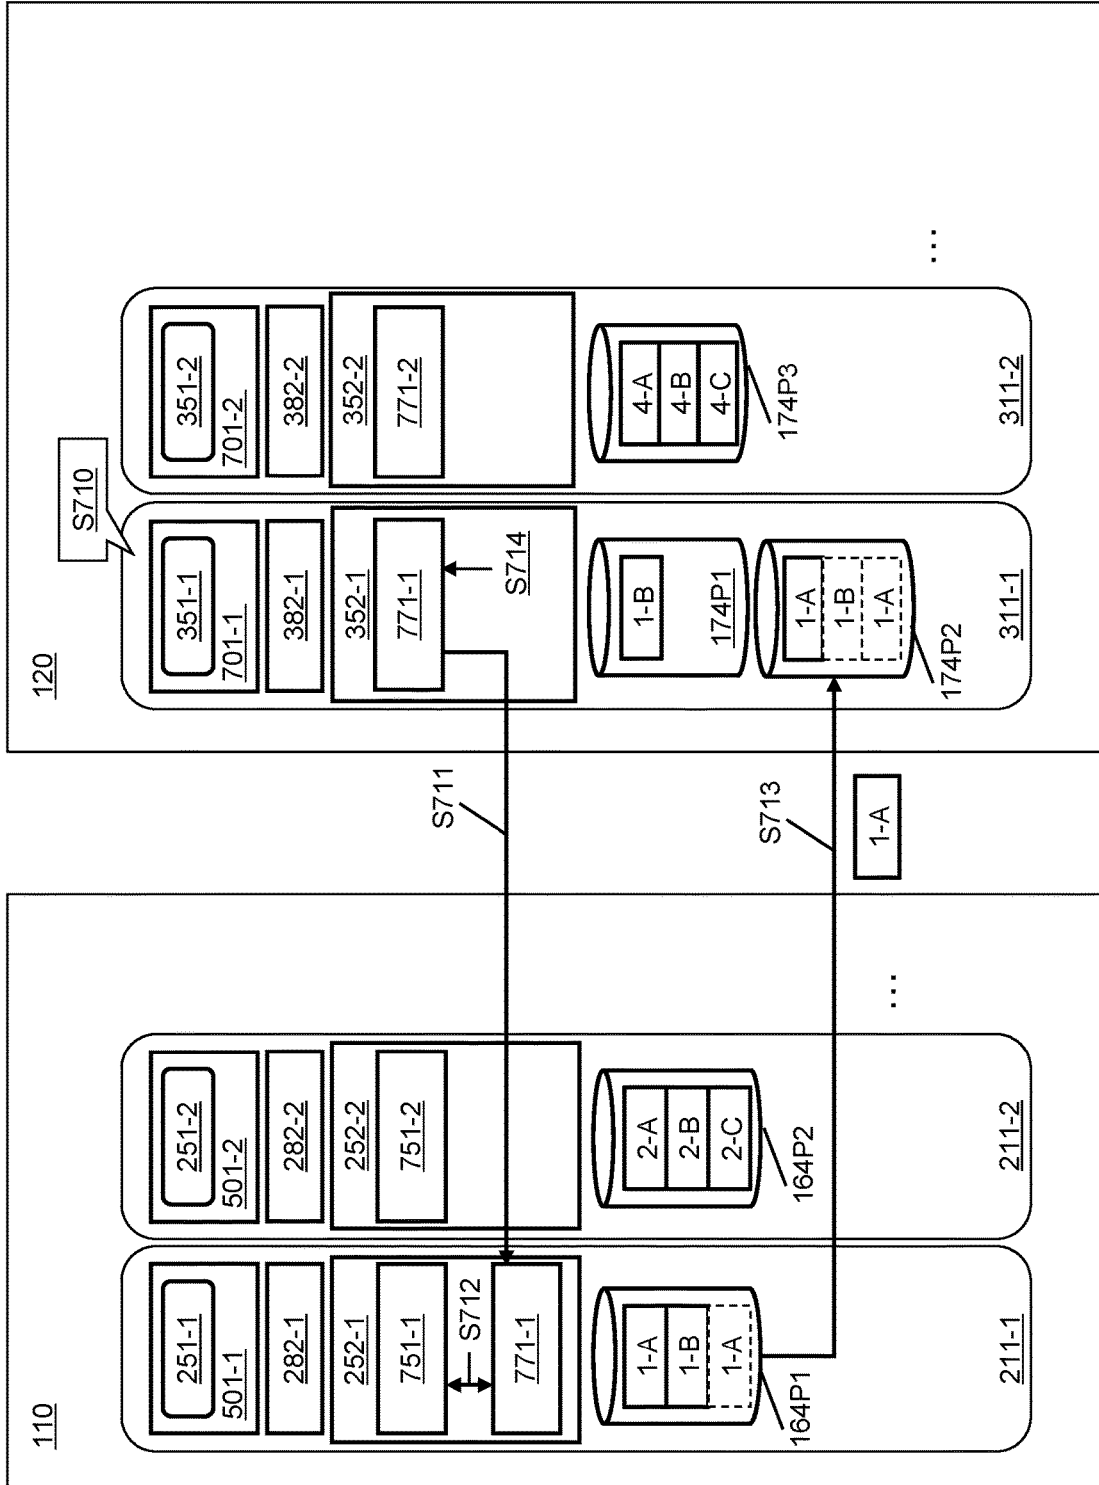 110
251-1
501-1
282-1
252-1
751-1
S712
771-1
1-A
1-B
1-A
164P1
211-1
251-2
501-2
282-2
252-2
751-2
2-A
2-B
2-C
164P2
211-2
...
S711
S713
1-A
120
S710
351-1
701-1
382-1
352-1
771-1
S714
1-B
174P1
1-A
1-B
1-A
174P2
311-1
351-2
701-2
382-2
352-2
771-2
4-A
4-B
4-C
174P3
311-2
...